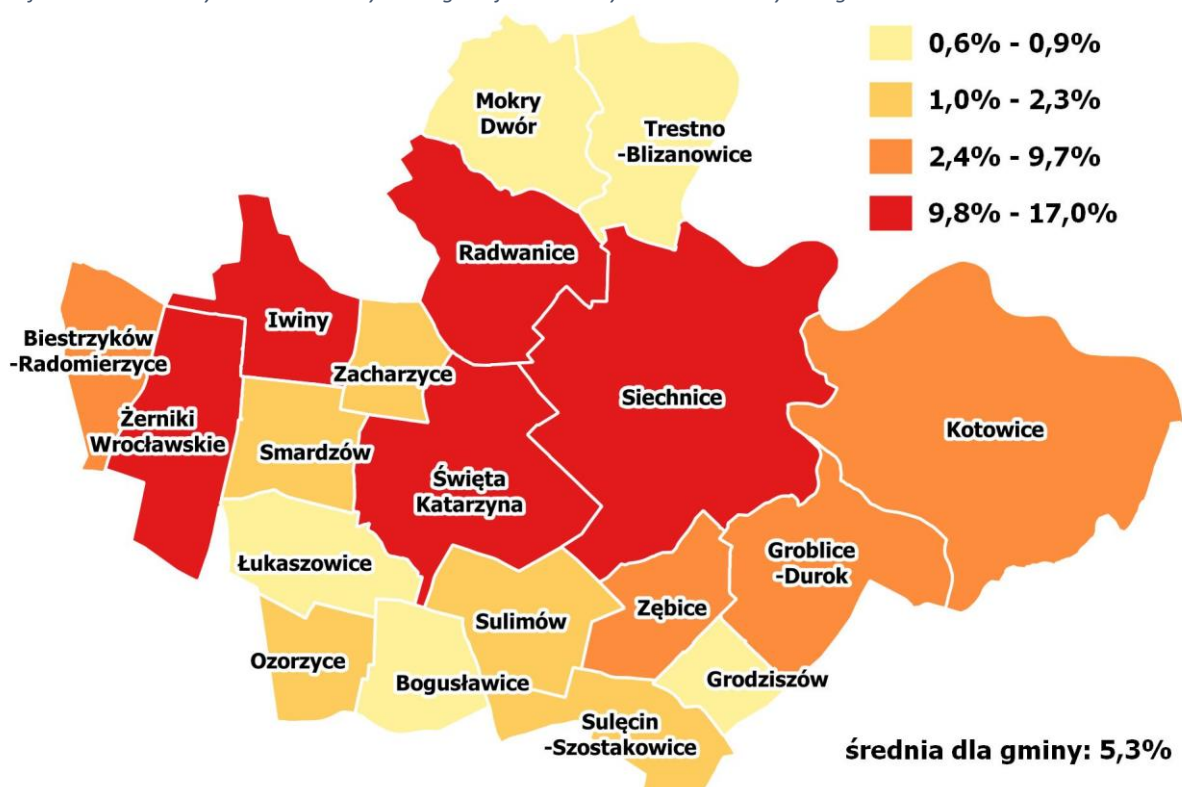 0,6% - 0,9%
1,0% - 2,3%
2,4% - 9,7%
9,8% - 17,0%
Mokry
Dwór
Trestno
-Blizanowice
Radwanice
Iwiny
Biestrzyków
-Radomierzyce
Zacharzyce
Siechnice
Żerniki
Wrocławskie
Kotowice
Smardzów
Święta
Katarzyna
Łukaszowice
Groblice
-Durok
Zębice
Sulimów
Ozorzyce
Bogusławice
Grodziszów
Sulęcin
-Szostakowice
średnia dla gminy: 5,3%